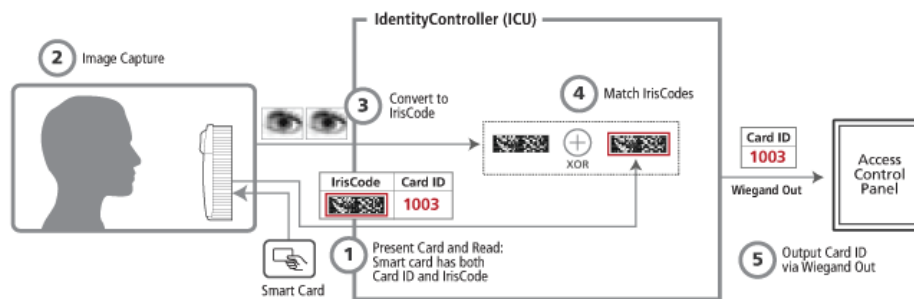 IdentityController (ICU)
2 Image Capture
3 Convert to
IrisCode
4 Match IrisCodes
XOR
Card ID
1003
Wiegand Out
Access
Control
Panel
IrisCode Card ID
1003
1 Present Card and Read:
Smart card has both
Card ID and IrisCode
Smart Card
5 Output Card ID
via Wiegand Out